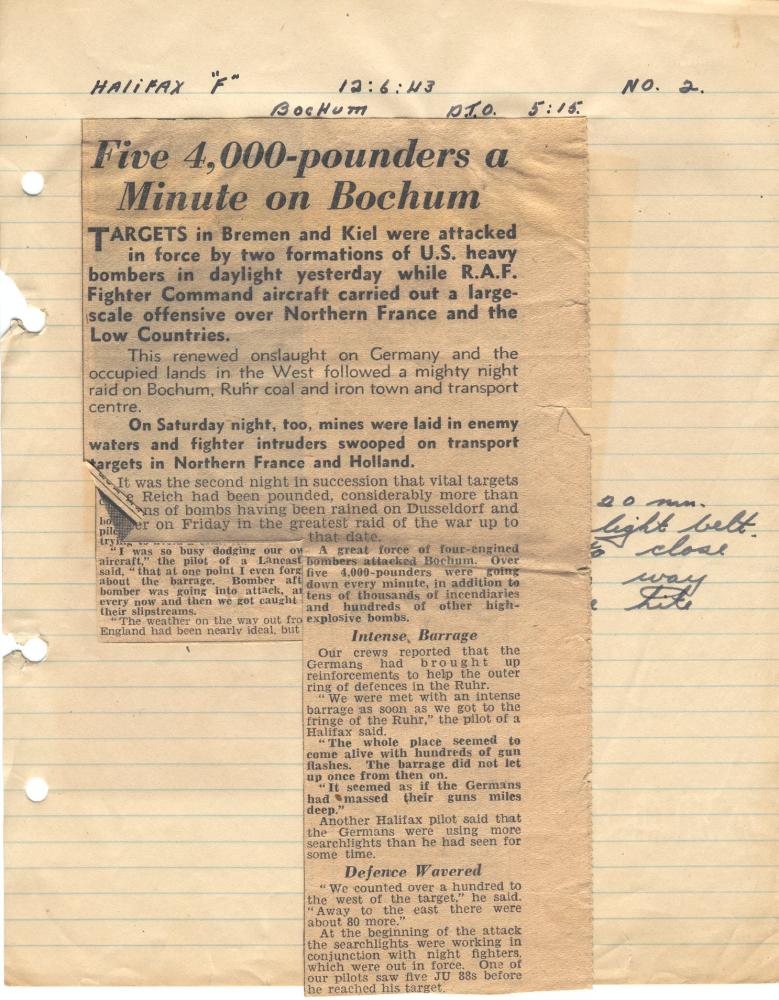 HALIFAX "F" 12:6:43 NO. 2.
BOCHUM D.T.O. 5:15.
Five 4,000-pounders a
Minute on Bochum
TARGETS in Bremen and Kiel were attacked
in force by two formations of U.S. heavy
bombers in daylight yesterday while R.A.F.
Fighter Command aircraft carried out a large-
scale offensive over Northern France and the
Low Countries.
This renewed onslaught on Germany and the
occupied lands in the West followed a mighty night
raid on Bochum, Ruhr coal and iron town and transport
centre.
On Saturday night, too, mines were laid in enemy
waters and fighter intruders swooped on transport
targets in Northern France and Holland.
It was the second night in succession that vital targets
Reich had been pounded, considerably more than
ns of bombs having been rained on Dusseldorf and
er on Friday in the greatest raid of the war up to
that date.
"I was so busy dodging our ow
aircraft," the pilot of a Lancast
said, "that at one point I even forg
about the barrage. Bomber aft
bomber was going into attack, a
every now and then we got caught
their slipstreams.
"The weather on the way out fro
England had been nearly ideal, but
A great force of four-engined
bombers attacked Bochum. Over
five 4,000-pounders were going
down every minute, in addition to
tens of thousands of incendiaries
and hundreds of other high-
explosive bombs.
Intense Barrage
Our crews reported that the
Germans had brought up
reinforcements to help the outer
ring of defences in the Ruhr.
"We were met with an intense
barrage as soon as we got to the
fringe of the Ruhr," the pilot of a
Halifax said.
"The whole place seemed to
come alive with hundreds of gun
flashes. The barrage did not let
up once from then on.
"It seemed as if the Germans
had massed their guns miles
deep."
Another Halifax pilot said that
the Germans were using more
searchlights than he had seen for
some time.
Defence Wavered
"We counted over a hundred to
the west of the target," he said.
"Away to the east there were
about 80 more."
At the beginning of the attack
the searchlights were working in
conjunction with night fighters,
which were out in force. One of
our pilots saw five JU 88s before
he reached his target.
20 mn.
light belt.
close
way
hite